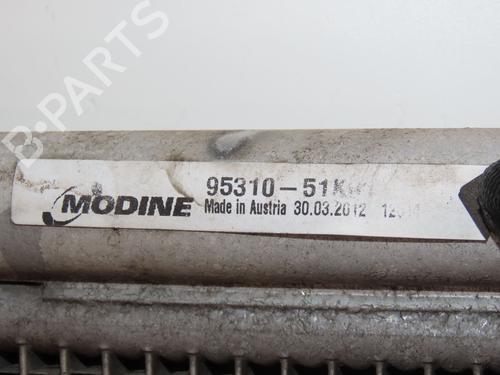 B-PARTS
MODINE
95310-51K
Made in Austria 30.03.2012